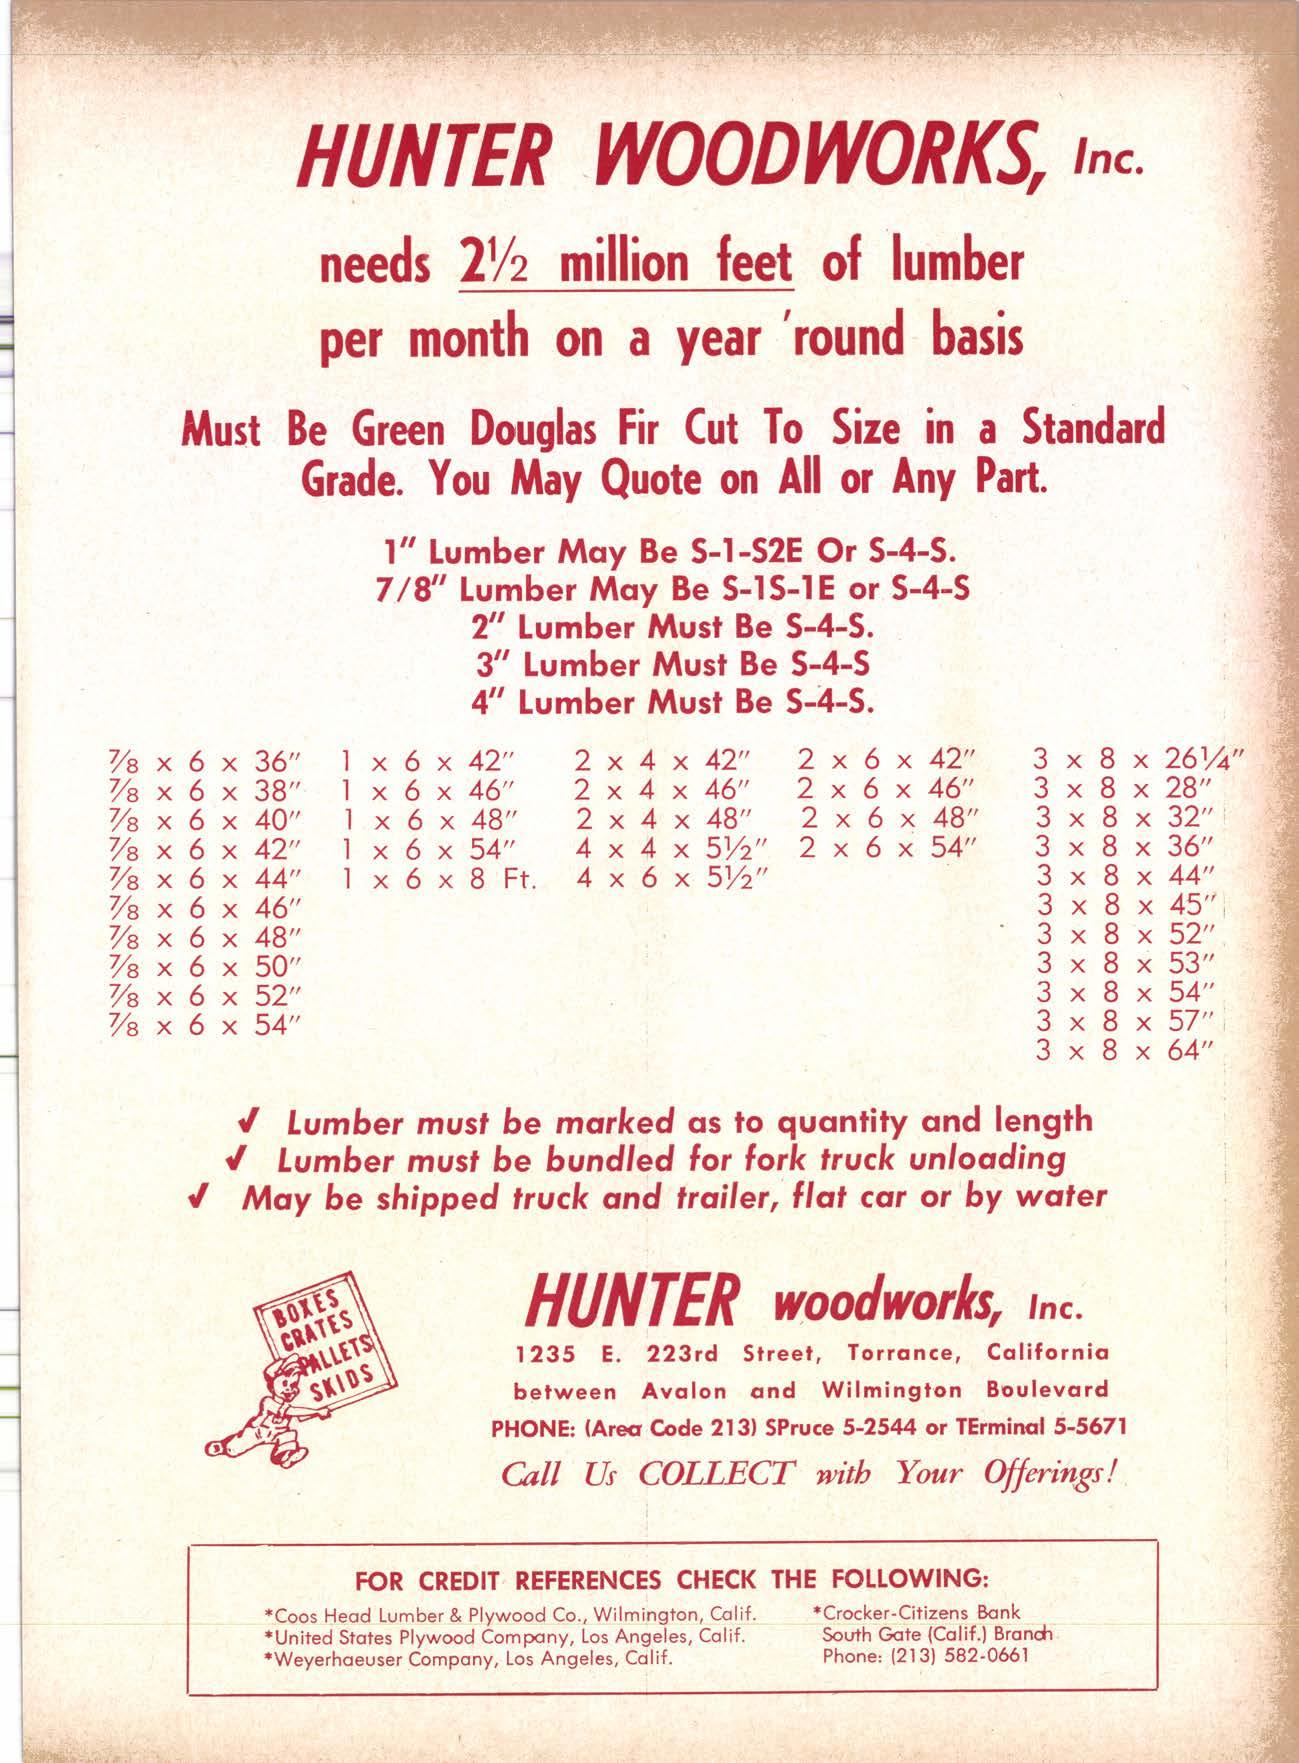 HUNTER WOODWORKS, Inc.
needs 2½ million feet of lumber
per month on a year 'round basis
Must Be Green Douglas Fir Cut To Size in a Standard
Grade. You May Quote on All or Any Part.
1" Lumber May Be S-1-S2E Or S-4-S.
7/8" Lumber May Be S-1S-1E or S-4-S
2" Lumber Must Be S-4-S.
3" Lumber Must Be S-4-S
4" Lumber Must Be S-4-S.
⅞ x 6 x 36" 1 x 6 x 42" 2 x 4 x 42" 2 x 6 x 42" 3 x 8 x 26¼"
⅞ x 6 x 38" 1 x 6 x 46" 2 x 4 x 46" 2 x 6 x 46" 3 x 8 x 28"
⅞ x 6 x 40" 1 x 6 x 48" 2 x 4 x 48" 2 x 6 x 48" 3 x 8 x 32"
⅞ x 6 x 42" 1 x 6 x 54" 4 x 4 x 5½" 2 x 6 x 54" 3 x 8 x 36"
⅞ x 6 x 44" 1 x 6 x 8 Ft. 4 x 6 x 5½" 3 x 8 x 44"
⅞ x 6 x 46" 3 x 8 x 45"
⅞ x 6 x 48" 3 x 8 x 52"
⅞ x 6 x 50" 3 x 8 x 53"
⅞ x 6 x 52" 3 x 8 x 54"
⅞ x 6 x 54" 3 x 8 x 57"
3 x 8 x 64"
✓ Lumber must be marked as to quantity and length
✓ Lumber must be bundled for fork truck unloading
✓ May be shipped truck and trailer, flat car or by water
BOXES
CRATES
PALLETS
SKIDS
HUNTER woodworks, Inc.
1235 E. 223rd Street, Torrance, California
between Avalon and Wilmington Boulevard
PHONE: (Area Code 213) SPruce 5-2544 or TErminal 5-5671
Call Us COLLECT with Your Offerings!
FOR CREDIT REFERENCES CHECK THE FOLLOWING:
*Coos Head Lumber & Plywood Co., Wilmington, Calif.
*United States Plywood Company, Los Angeles, Calif.
*Weyerhaeuser Company, Los Angeles, Calif.
*Crocker-Citizens Bank
South Gate (Calif.) Branch
Phone: (213) 582-0661